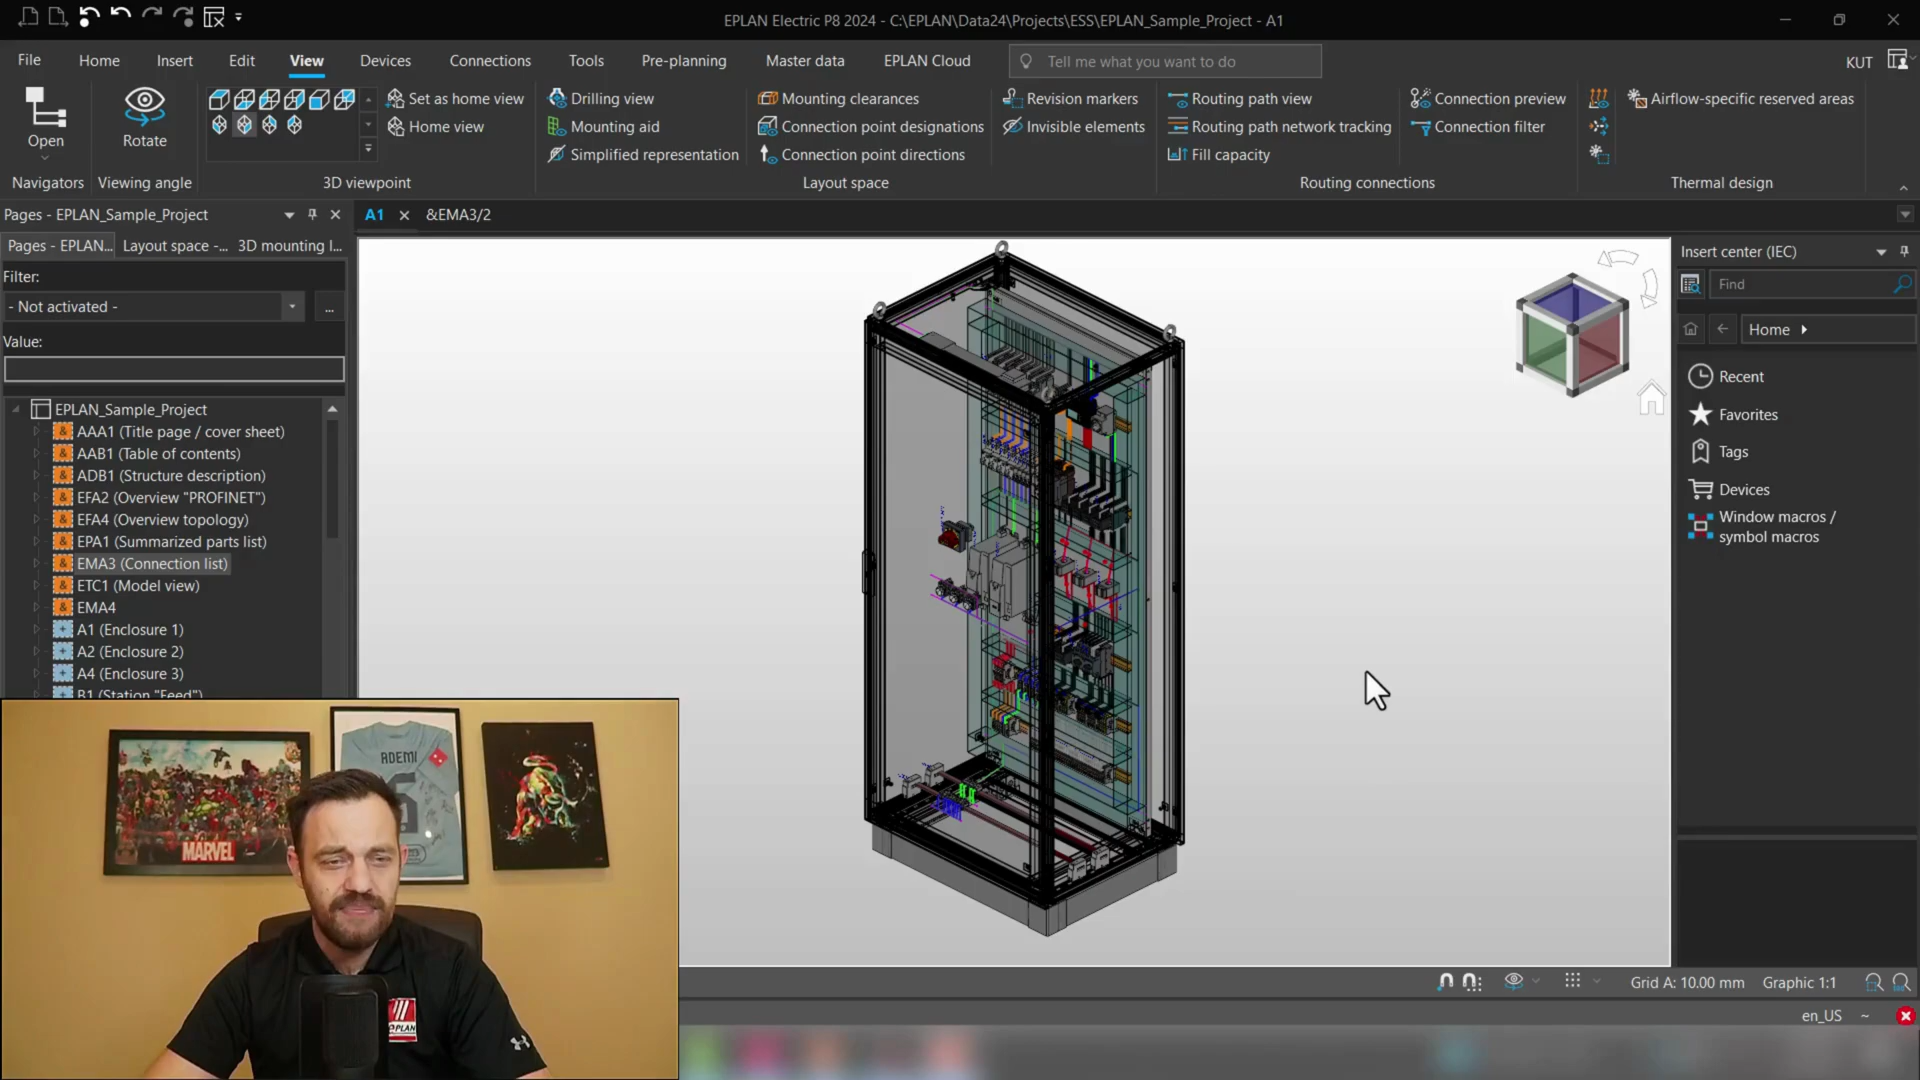 EPLAN Electric P8 2024 - C:\EPLAN\Data24\Projects\ESS\EPLAN_Sample_Project - A1
File Home Insert Edit View Devices Connections Tools Pre-planning Master data EPLAN Cloud Tell me what you want to do KUT
Set as home view Drilling view Mounting clearances Revision markers Routing path view Connection preview Airflow-specific reserved areas
Open Rotate Home view Mounting aid Connection point designations Invisible elements Routing path network tracking Connection filter
Simplified representation Connection point directions Fill capacity
Navigators Viewing angle 3D viewpoint Layout space Routing connections Thermal design
Pages - EPLAN_Sample_Project A1 &EMA3/2
Pages - EPLAN... Layout space -... 3D mounting l...
Filter:
- Not activated - ...
Value:
EPLAN_Sample_Project
AAA1 (Title page / cover sheet)
AAB1 (Table of contents)
ADB1 (Structure description)
EFA2 (Overview "PROFINET")
EFA4 (Overview topology)
EPA1 (Summarized parts list)
EMA3 (Connection list)
ETC1 (Model view)
EMA4
A1 (Enclosure 1)
A2 (Enclosure 2)
A4 (Enclosure 3)
B1 (Station "Feed")
Insert center (IEC)
Find
Home
Recent
Favorites
Tags
Devices
Window macros /
symbol macros
MARVEL
ADEMI
EPLAN
Grid A: 10.00 mm Graphic 1:1
en_US ~